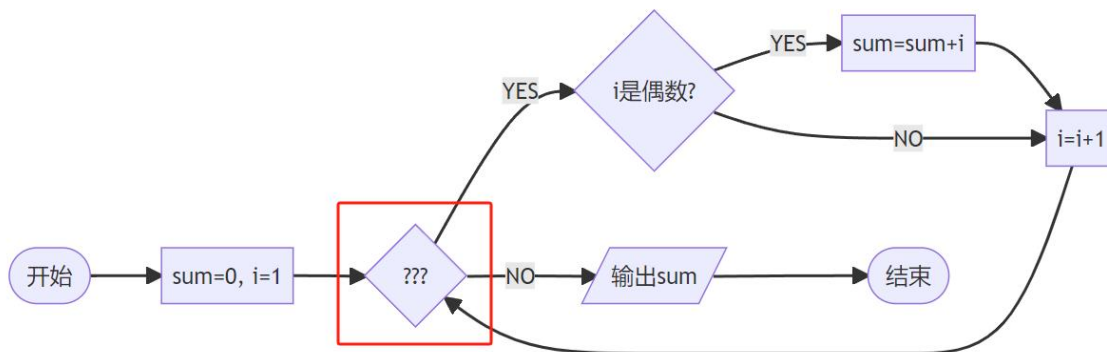 YES
sum=sum+i
YES
i是偶数?
NO
i=i+1
开始
sum=0, i=1
???
NO
输出sum
结束